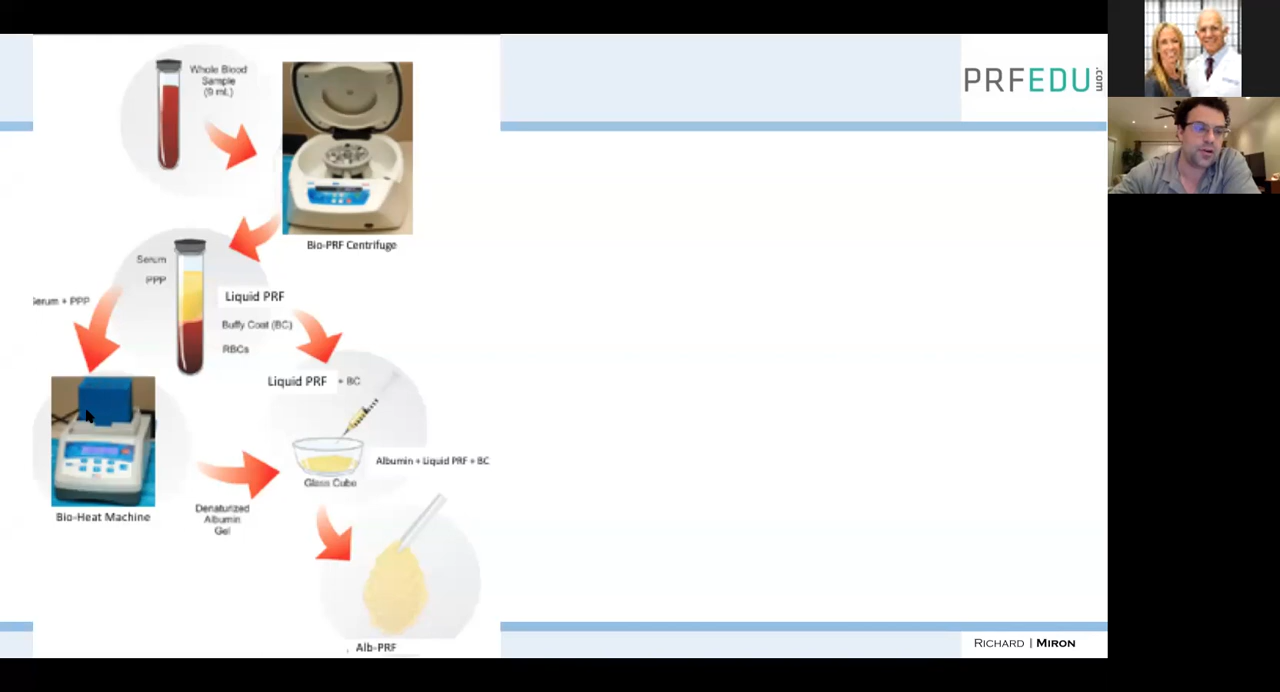 Whole Blood
Sample
(9 mL)
PRFEDU.com
Bio-PRF Centrifuge
Serum
PPP
Serum + PPP
Liquid PRF
Buffy Coat (BC)
RBCs
Liquid PRF + BC
Albumin + Liquid PRF + BC
Glass Cube
Denaturized
Albumin
Gel
Bio-Heat Machine
Alb-PRF
RICHARD | MIRON